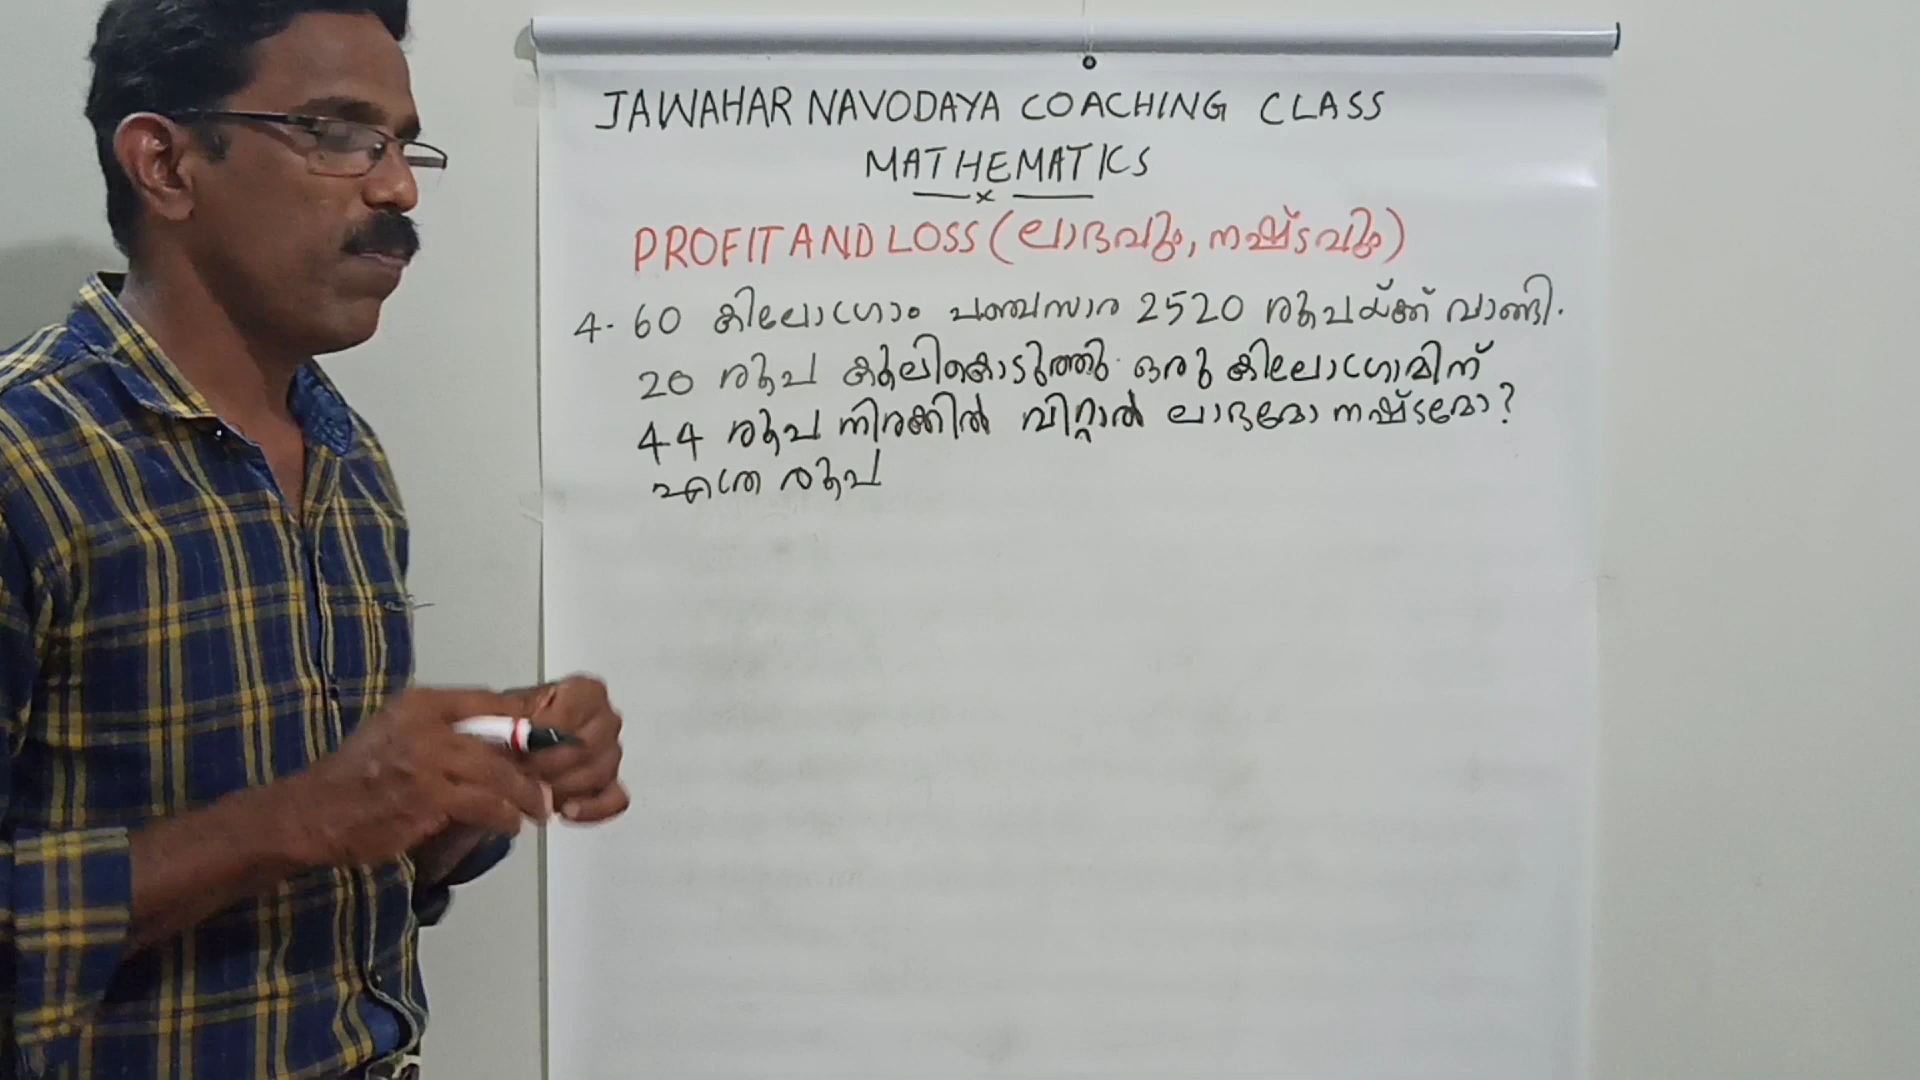 JAWAHAR NAVODAYA COACHING CLASS
MATHEMATICS
x
PROFIT AND LOSS (ലാഭവും, നഷ്ടവും)
4. 60 കിലോഗ്രാം പഞ്ചസാര 2520 രൂപയ്ക്ക് വാങ്ങി.
20 രൂപ കൂലികൊടുത്തു. ഒരു കിലോഗ്രാമിന്
44 രൂപ നിരക്കിൽ വിറ്റാൽ ലാഭമോ നഷ്ടമോ?
എത്ര രൂപ